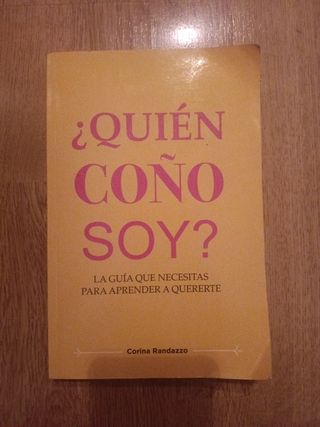 ¿QUIÉN
COÑO
SOY?
LA GUÍA QUE NECESITAS
PARA APRENDER A QUERERTE
Corina Randazzo